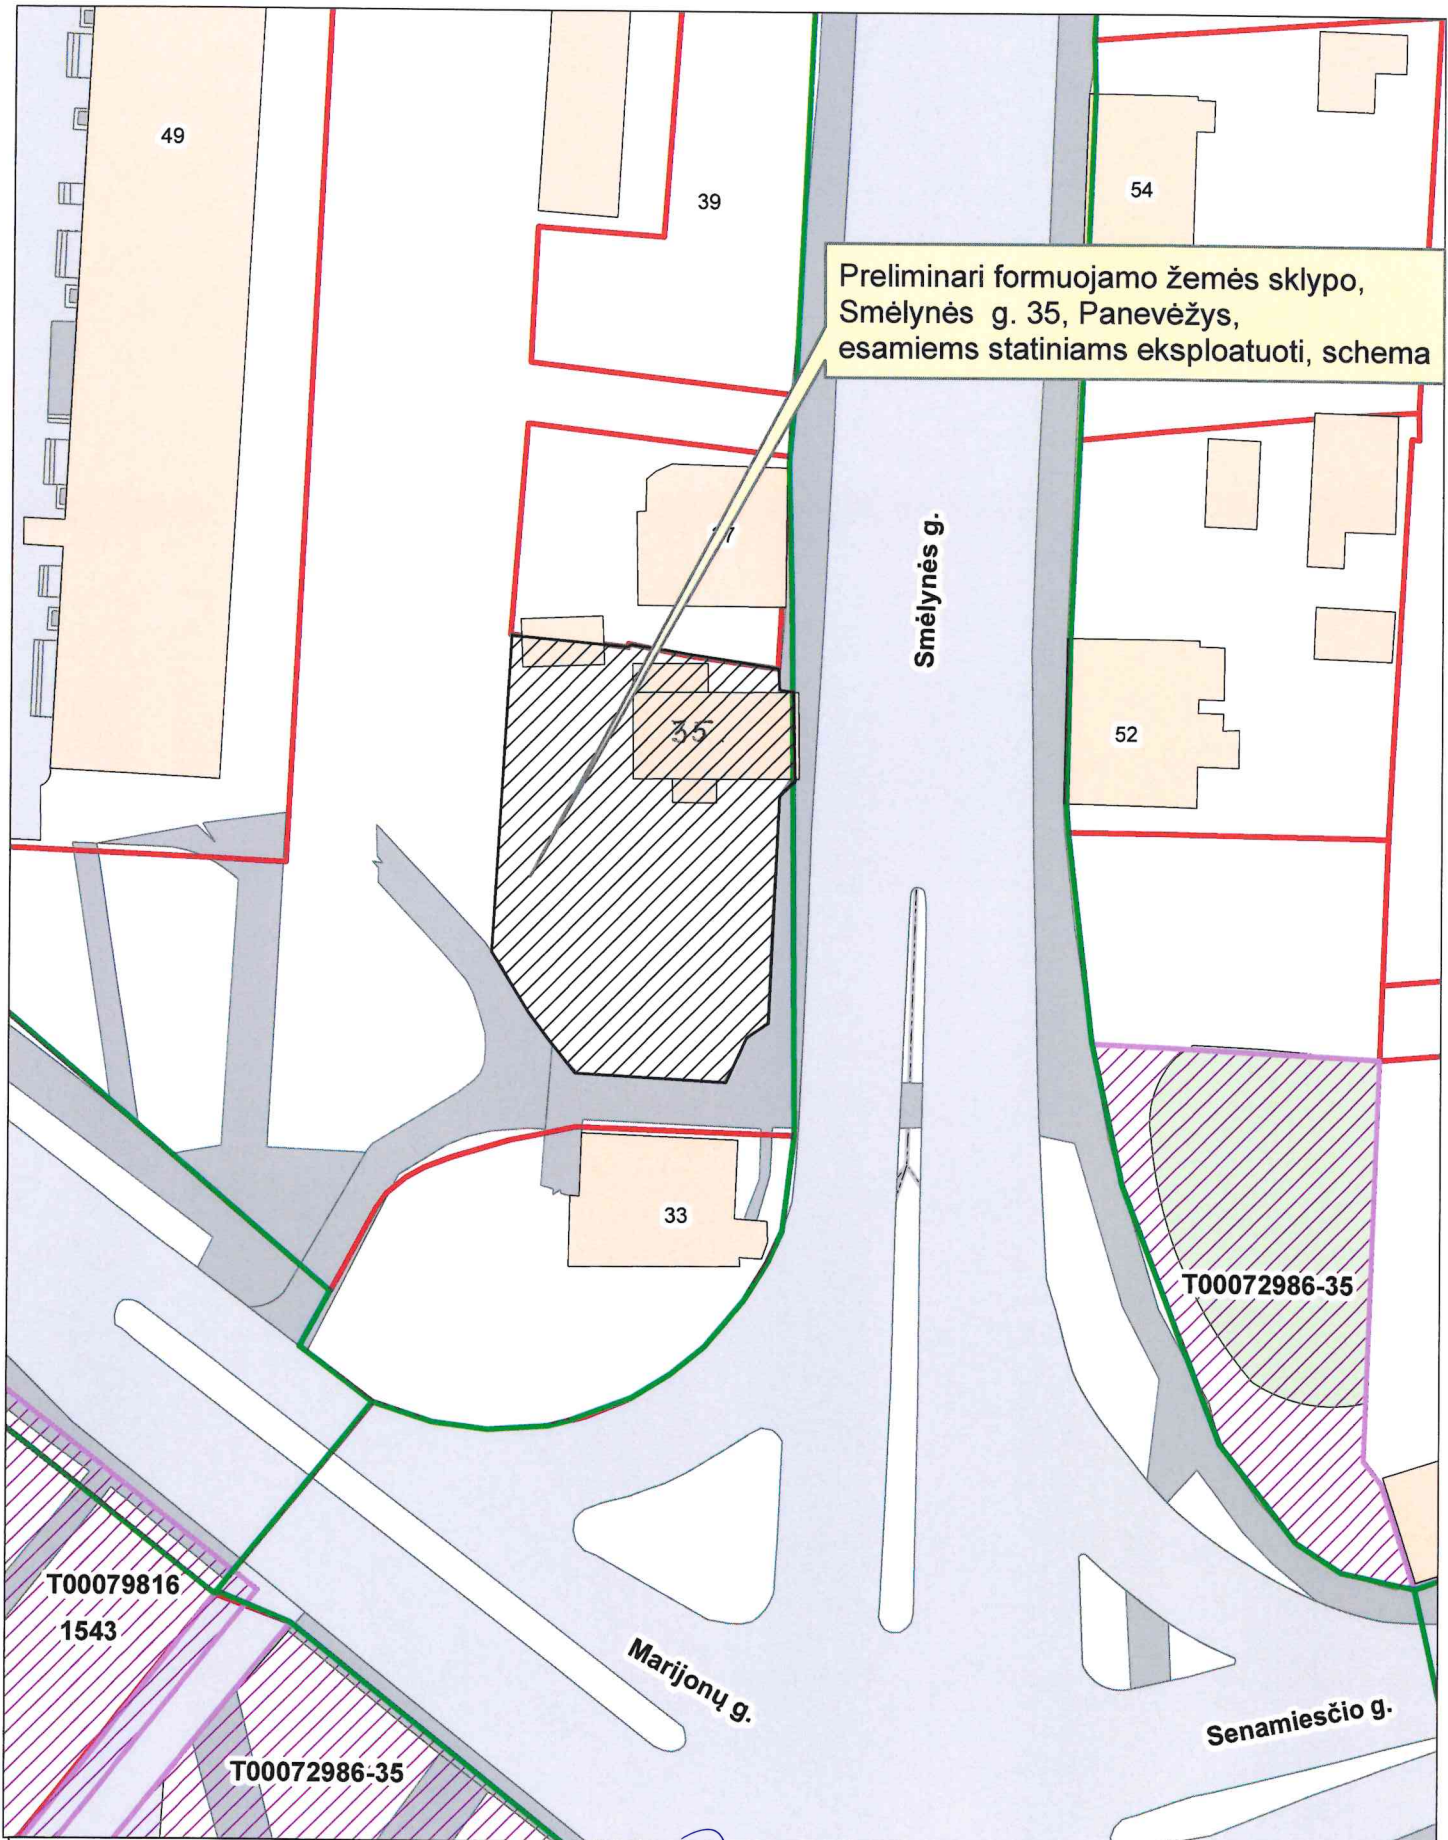 49
39
54
Preliminari formuojamo žemės sklypo,
Smėlynės g. 35, Panevėžys,
esamiems statiniams eksploatuoti, schema
Smėlynės g.
35
52
33
T00072986-35
T00079816
1543
Marijonų g.
Senamiesčio g.
T00072986-35